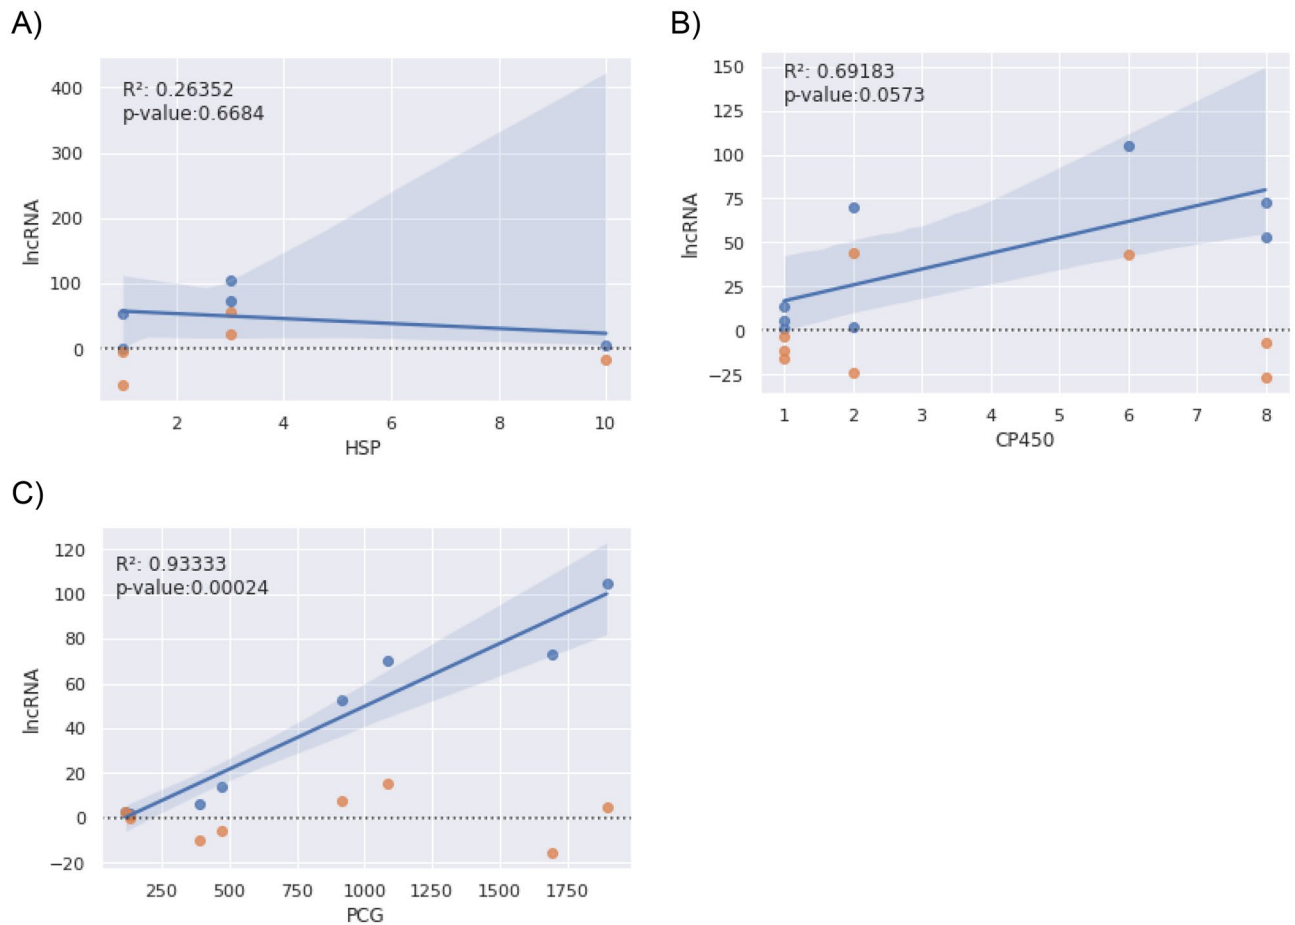 A)
R²: 0.26352
p-value:0.6684
400
300
200
100
0
lncRNA
2
4
6
8
10
HSP
B)
R²: 0.69183
p-value:0.0573
150
125
100
75
50
25
0
−25
lncRNA
1
2
3
4
5
6
7
8
CP450
C)
R²: 0.93333
p-value:0.00024
120
100
80
60
40
20
0
−20
lncRNA
250
500
750
1000
1250
1500
1750
PCG